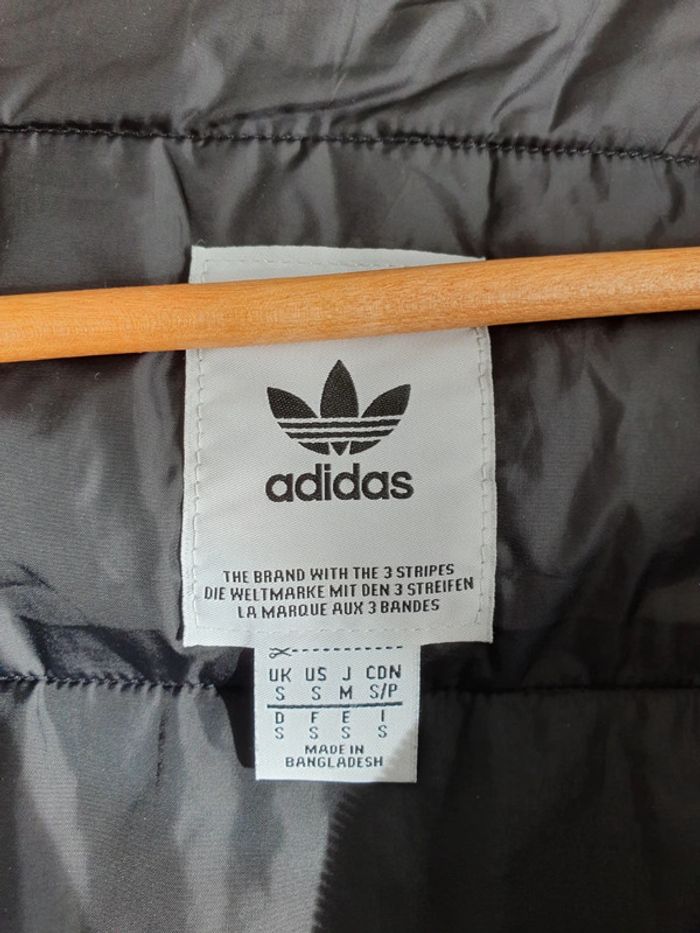 adidas
THE BRAND WITH THE 3 STRIPES
DIE WELTMARKE MIT DEN 3 STREIFEN
LA MARQUE AUX 3 BANDES
UK US J CDN
S S M S/P
D F E I
S S S S
MADE IN
BANGLADESH